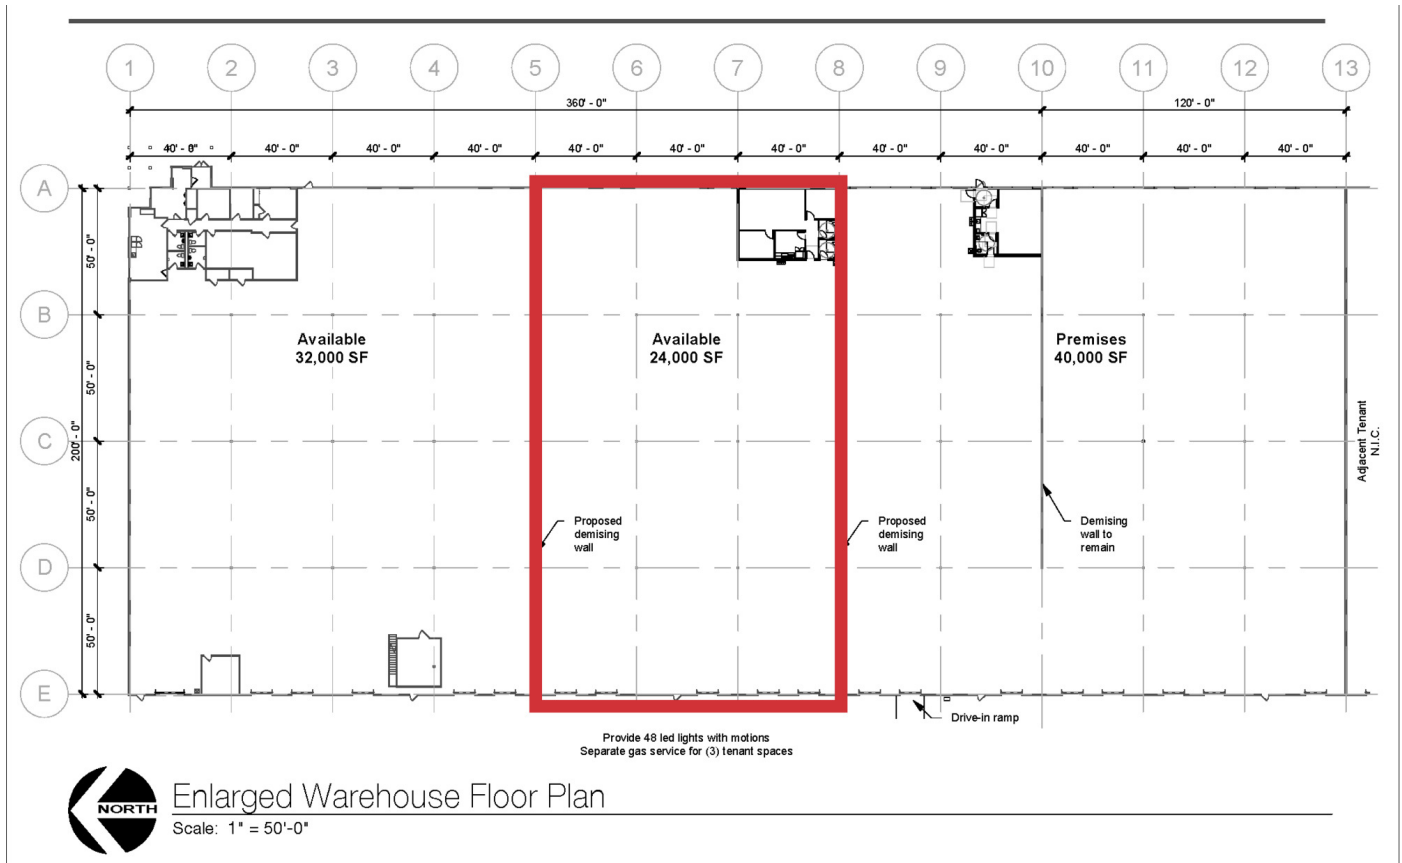 1 2 3 4 5 6 7 8 9 10 11 12 13
360' - 0" 120' - 0"
40' - 0" 40' - 0" 40' - 0" 40' - 0" 40' - 0" 40' - 0" 40' - 0" 40' - 0" 40' - 0" 40' - 0" 40' - 0" 40' - 0"
A
50' - 0"
B
Available
32,000 SF
Available
24,000 SF
Premises
40,000 SF
50' - 0"
C
200' - 0"
Adjacent Tenant
N.I.C.
50' - 0"
Proposed
demising
wall
Proposed
demising
wall
Demising
wall to
remain
D
50' - 0"
E
Drive-in ramp
Provide 48 led lights with motions
Separate gas service for (3) tenant spaces
NORTH
Enlarged Warehouse Floor Plan
Scale: 1" = 50'-0"